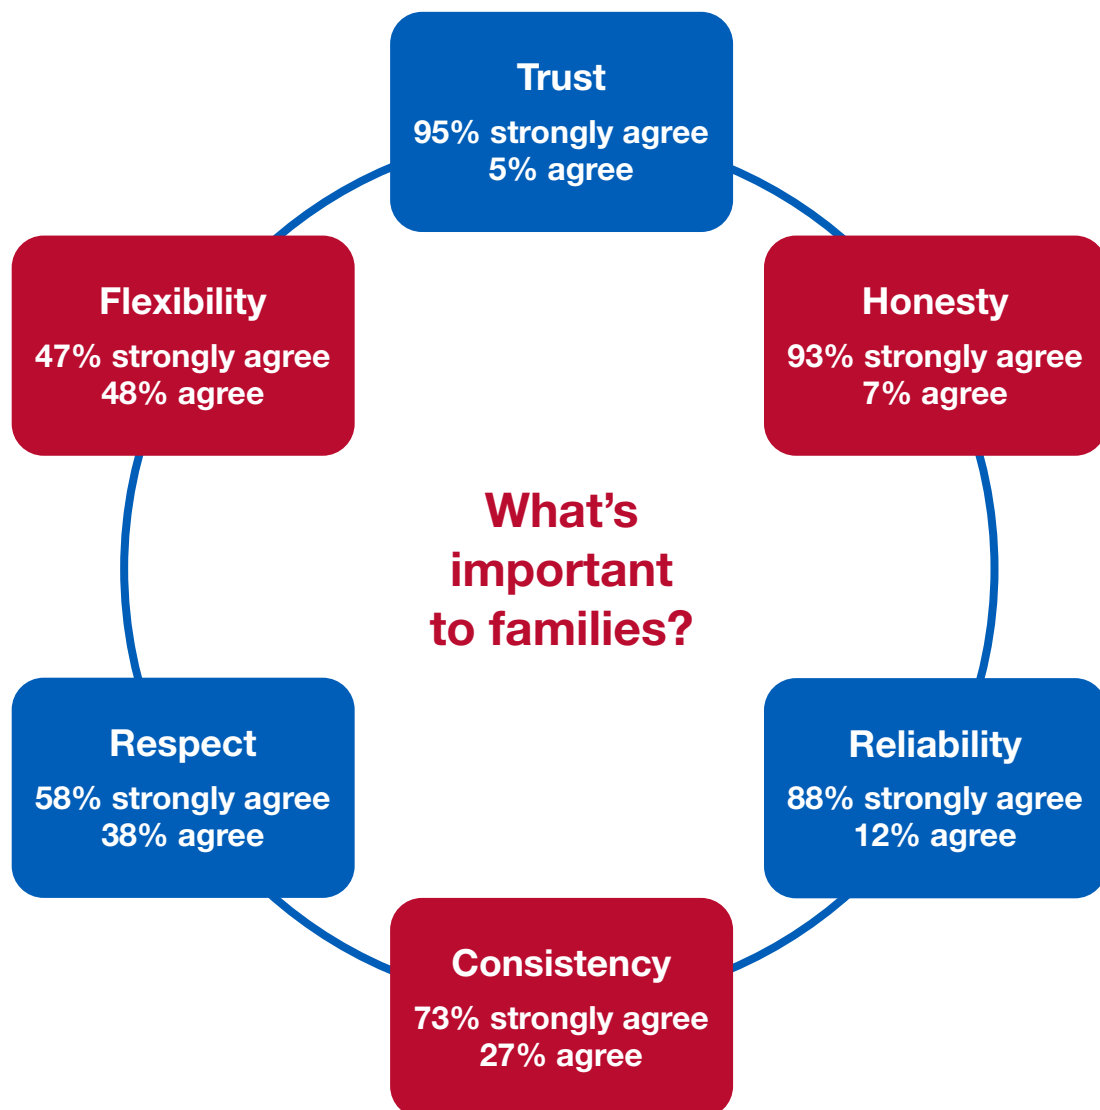 Trust
95% strongly agree
5% agree
Flexibility
47% strongly agree
48% agree
Honesty
93% strongly agree
7% agree
What’s
important
to families?
Respect
58% strongly agree
38% agree
Reliability
88% strongly agree
12% agree
Consistency
73% strongly agree
27% agree